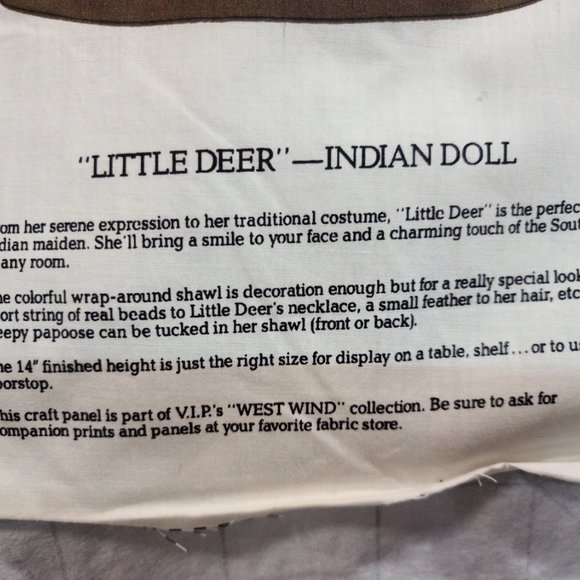 "LITTLE DEER"—INDIAN DOLL
om her serene expression to her traditional costume, "Little Deer" is the perfec
dian maiden. She'll bring a smile to your face and a charming touch of the Sout
any room.
he colorful wrap-around shawl is decoration enough but for a really special look
ort string of real beads to Little Deer's necklace, a small feather to her hair, etc
eepy papoose can be tucked in her shawl (front or back).
he 14" finished height is just the right size for display on a table, shelf...or to us
oorstop.
his craft panel is part of V.I.P.'s "WEST WIND" collection. Be sure to ask for
ompanion prints and panels at your favorite fabric store.